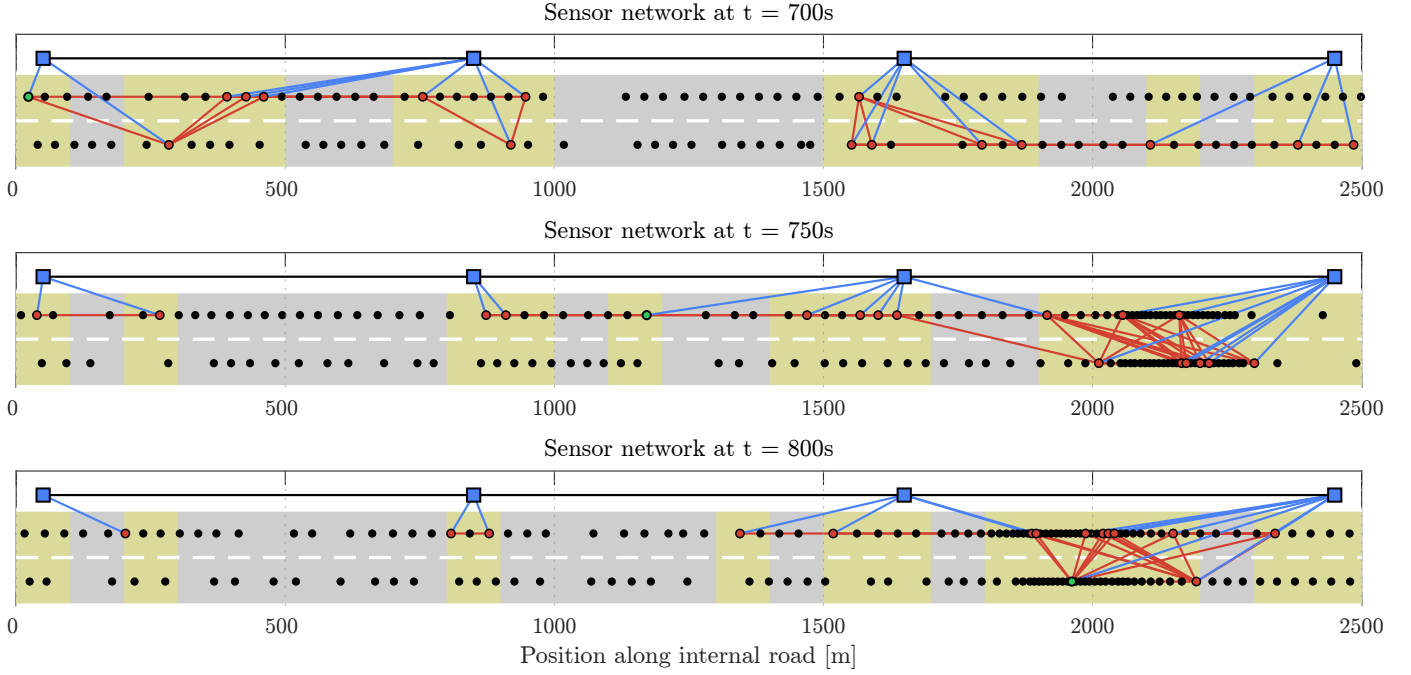 Sensor network at t = 700s
0 500 1000 1500 2000 2500
Sensor network at t = 750s
0 500 1000 1500 2000 2500
Sensor network at t = 800s
0 500 1000 1500 2000 2500
Position along internal road [m]